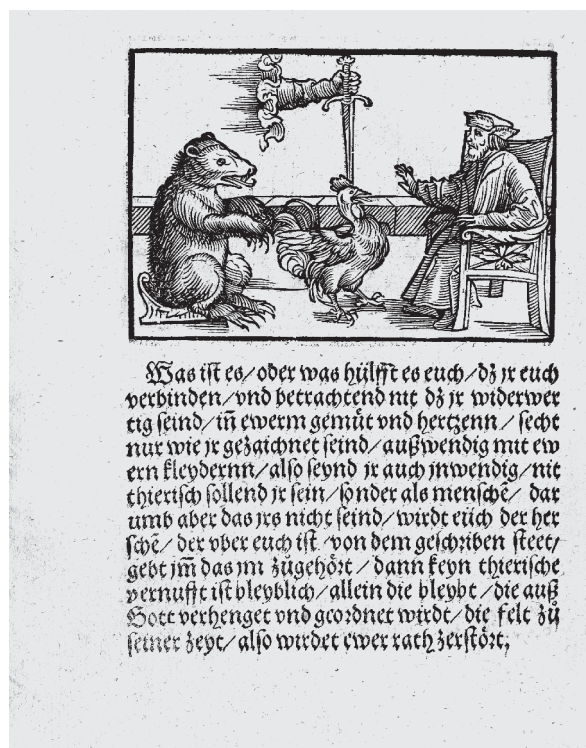 Was ist es/oder was hülfft es euch/dz jr euch
verbinden/vnd betrachtend nit dz jr widerwer
tig seind/in̄ ewerm gemüt vnd hertzenn/secht
nur wie jr gezaichnet seind/außwendig mit ew
ern kleydernn/also seynd jr auch jnwendig/nit
thierisch sollend jr sein/sonder als menschē/dar
umb aber das jrs nicht seind/wirdt eüch der her
schē/der vber euch ist/von dem geschriben steet/
gebt jm̄ das jm zůgehört/dann keyn thierische
vernufft ist bleyblich/allein die bleybt/die auß
Gott verhenget vnd geordnet wirdt/die felt zů
seiner zeyt/also wirdet ewer rath zerstört.